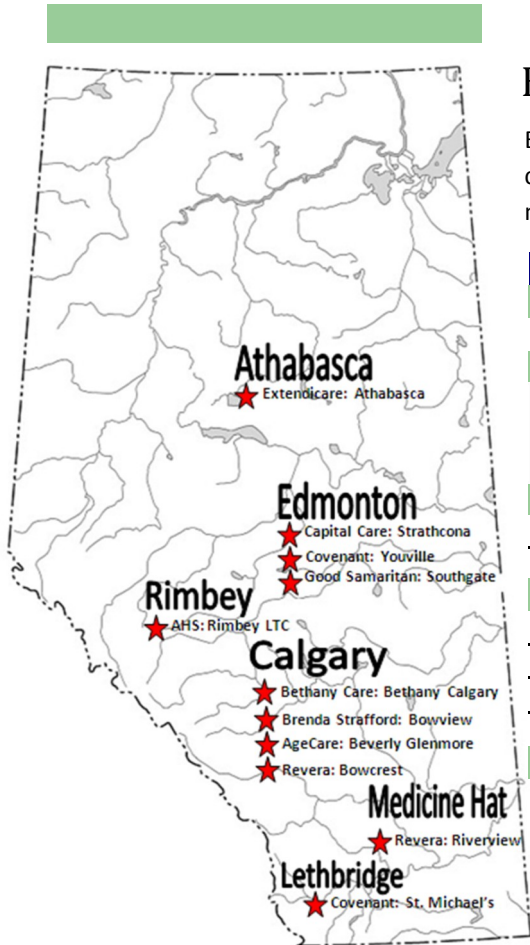 Athabasca
Extendicare: Athabasca
Edmonton
Capital Care: Strathcona
Covenant: Youville
Good Samaritan: Southgate
Rimbey
AHS: Rimbey LTC
Calgary
Bethany Care: Bethany Calgary
Brenda Strafford: Bowview
AgeCare: Beverly Glenmore
Revera: Bowcrest
Medicine Hat
Revera: Riverview
Lethbridge
Covenant: St. Michael's